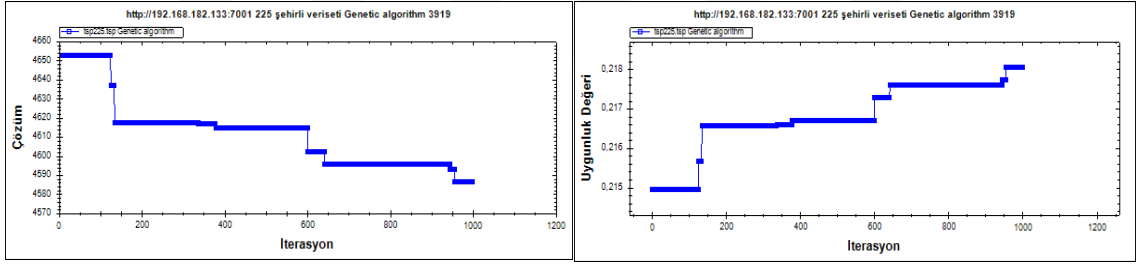 http://192.168.182.133:7001 225 şehirli veriseti Genetic algorithm 3919
tsp225.tsp Genetic algorithm
4660
4650
4640
4630
4620
4610
4600
4590
4580
4570
Çözüm
0 200 400 600 800 1000 1200
İterasyon
http://192.168.182.133:7001 225 şehirli veriseti Genetic algorithm 3919
tsp225.tsp Genetic algorithm
0,218
0,217
0,216
0,215
Uygunluk Değeri
0 200 400 600 800 1000 1200
İterasyon